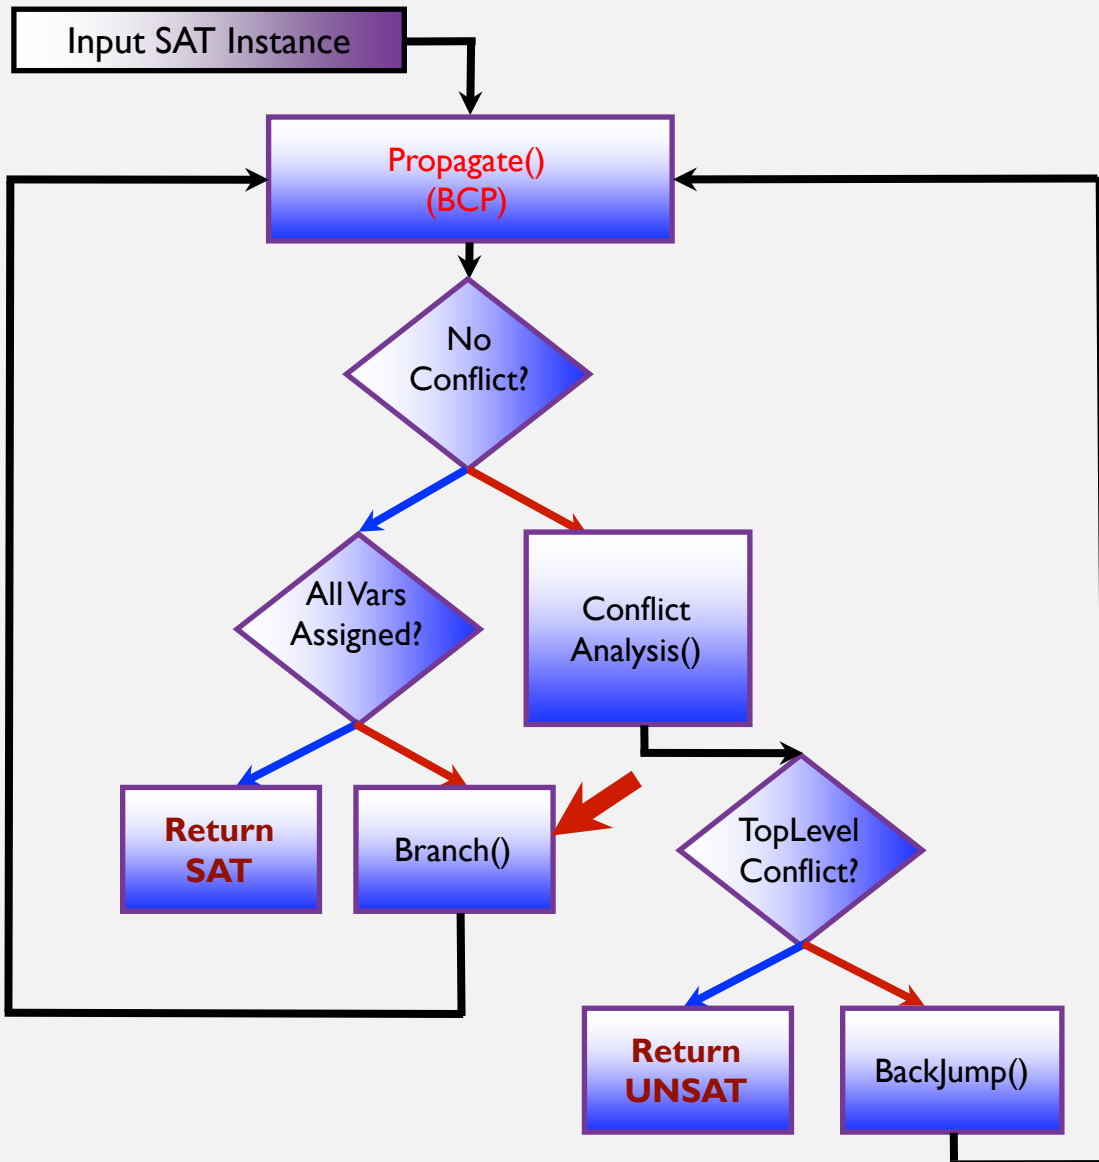 Input SAT Instance
Propagate()
(BCP)
No
Conflict?
All Vars
Assigned?
Conflict
Analysis()
Return
SAT
Branch()
TopLevel
Conflict?
Return
UNSAT
BackJump()